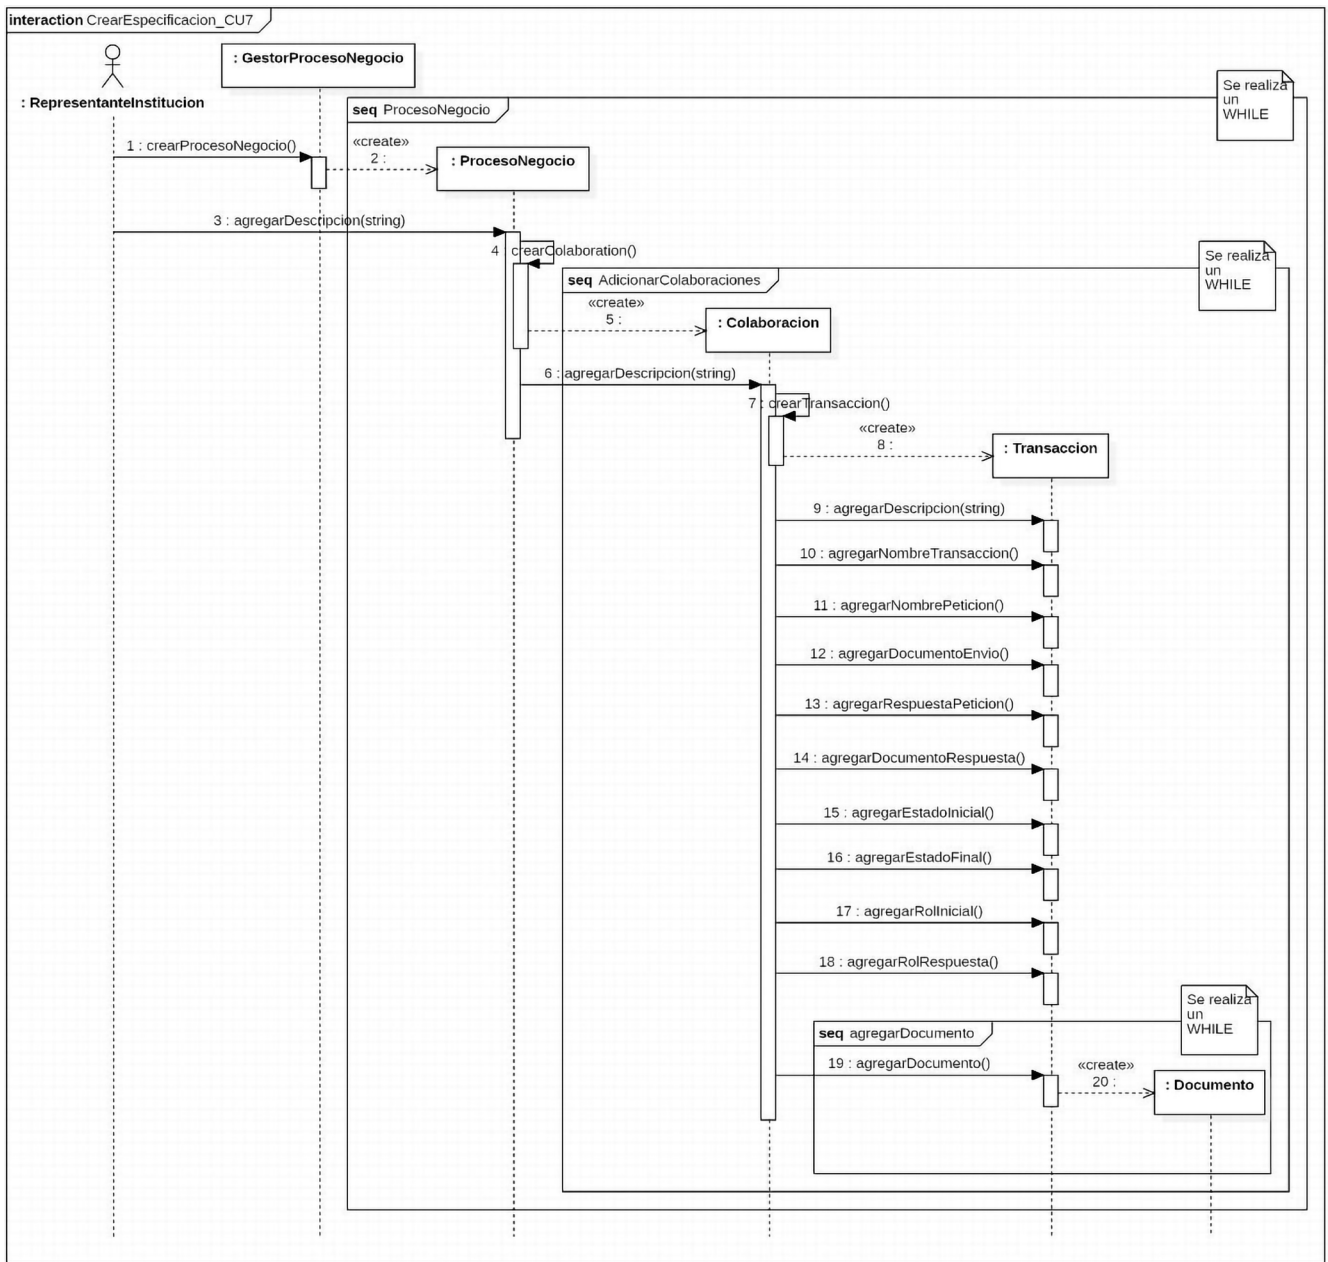 interaction CrearEspecificacion_CU7
: GestorProcesoNegocio
: RepresentanteInstitucion
seq ProcesoNegocio
Se realiza
un
WHILE
1 : crearProcesoNegocio()
«create»
2 :
: ProcesoNegocio
3 : agregarDescripcion(string)
4 : crearColaboration()
Se realiza
un
WHILE
seq AdicionarColaboraciones
«create»
5 :
: Colaboracion
6 : agregarDescripcion(string)
7 : crearTransaccion()
«create»
8 :
: Transaccion
9 : agregarDescripcion(string)
10 : agregarNombreTransaccion()
11 : agregarNombrePeticion()
12 : agregarDocumentoEnvio()
13 : agregarRespuestaPeticion()
14 : agregarDocumentoRespuesta()
15 : agregarEstadoInicial()
16 : agregarEstadoFinal()
17 : agregarRolInicial()
18 : agregarRolRespuesta()
Se realiza
un
WHILE
seq agregarDocumento
19 : agregarDocumento()
«create»
20 :
: Documento